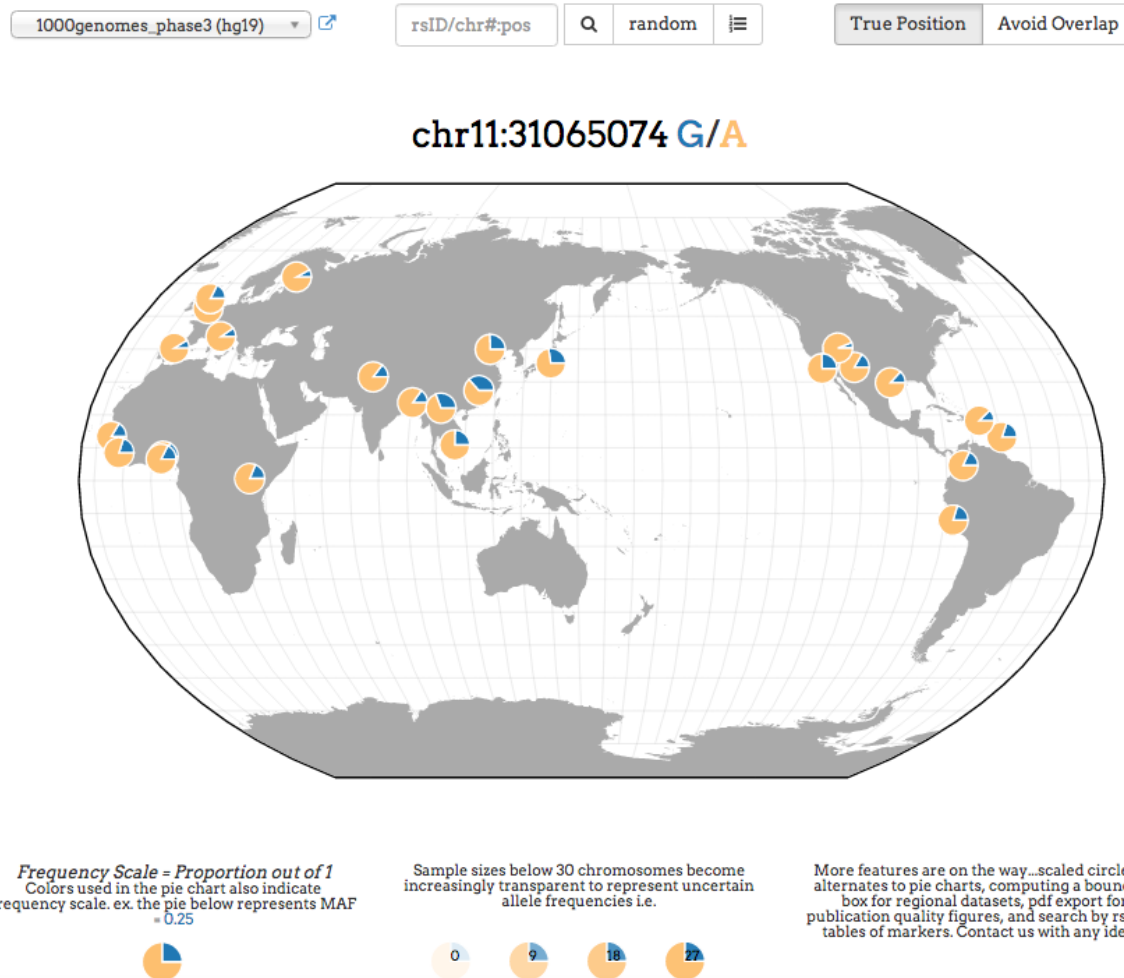 1000genomes_phase3 (hg19)
rsID/chr#:pos
random
True Position
Avoid Overlap
chr11:31065074 G/A
Frequency Scale = Proportion out of 1
Colors used in the pie chart also indicate
requency scale. ex. the pie below represents MAF
= 0.25
Sample sizes below 30 chromosomes become
increasingly transparent to represent uncertain
allele frequencies i.e.
0
9
18
27
More features are on the way...scaled circle
alternates to pie charts, computing a boun
box for regional datasets, pdf export for
publication quality figures, and search by rs
tables of markers. Contact us with any ide